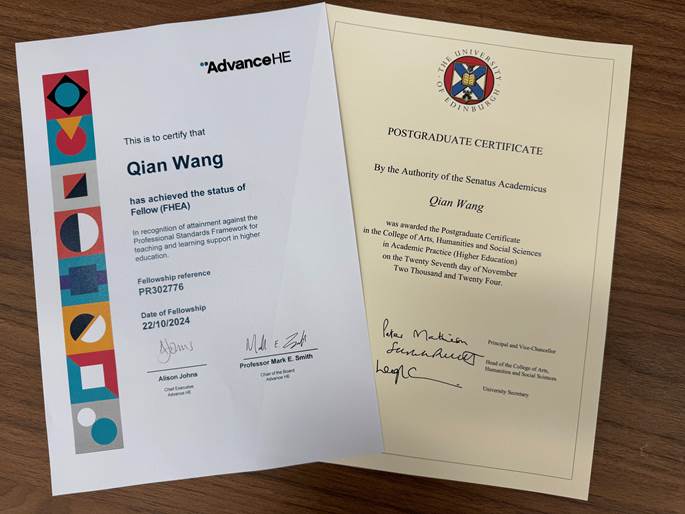 AdvanceHE
This is to certify that
Qian Wang
has achieved the status of
Fellow (FHEA)
In recognition of attainment against the
Professional Standards Framework for
teaching and learning support in higher
education.
Fellowship reference
PR302776
Date of Fellowship
22/10/2024
Alison Johns
Chief Executive
Advance HE
Mark E. Smith
Professor Mark E. Smith
Chair of the Board
Advance HE
THE UNIVERSITY
OF EDINBURGH
POSTGRADUATE CERTIFICATE
By the Authority of the Senatus Academicus
Qian Wang
was awarded the Postgraduate Certificate
in the College of Arts, Humanities and Social Sciences
in Academic Practice (Higher Education)
on the Twenty Seventh day of November
Two Thousand and Twenty Four.
Peter Mathieson
Principal and Vice-Chancellor
Head of the College of Arts,
Humanities and Social Sciences
University Secretary